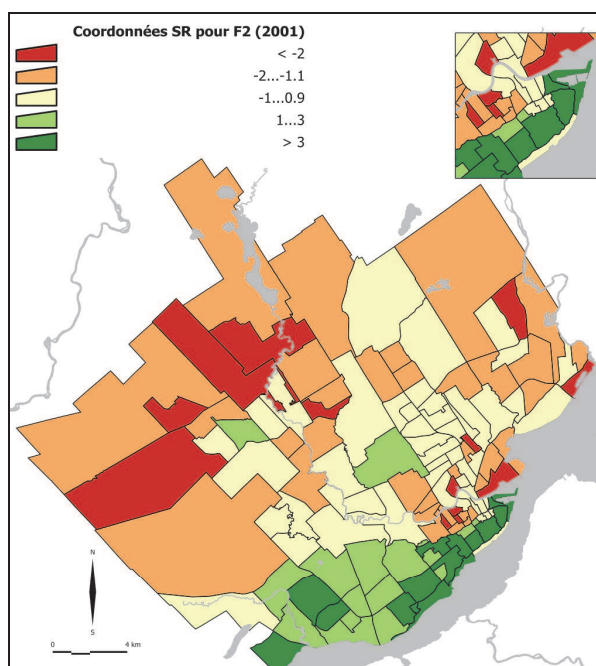 Coordonnées SR pour F2 (2001)
< -2
-2...-1.1
-1...0.9
1...3
> 3
N
S
0 4 km